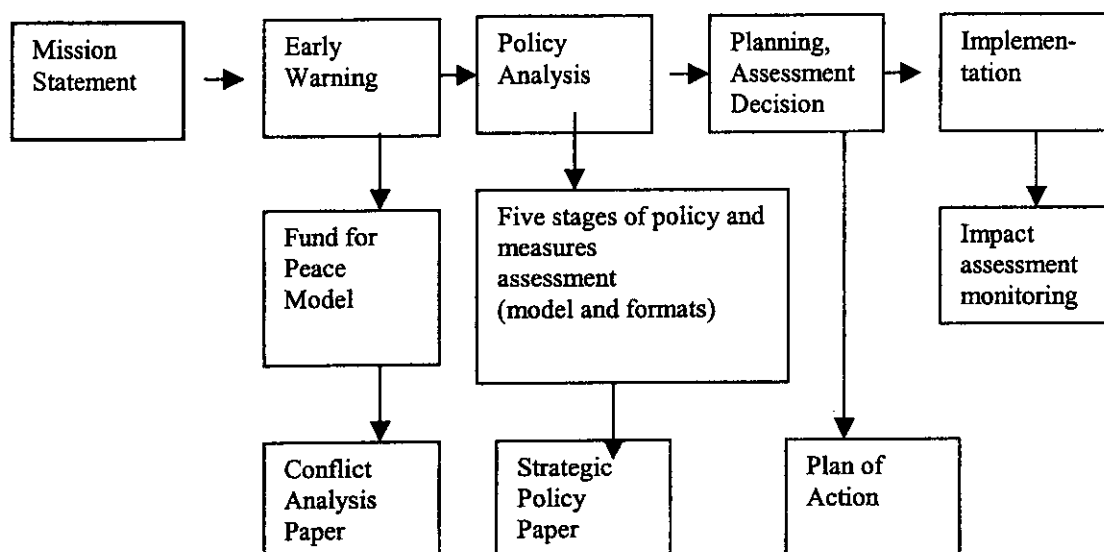 Mission
Statement
Early
Warning
Policy
Analysis
Planning,
Assessment
Decision
Implemen-
tation
Fund for
Peace
Model
Five stages of policy and
measures
assessment
(model and formats)
Impact
assessment
monitoring
Conflict
Analysis
Paper
Strategic
Policy
Paper
Plan of
Action